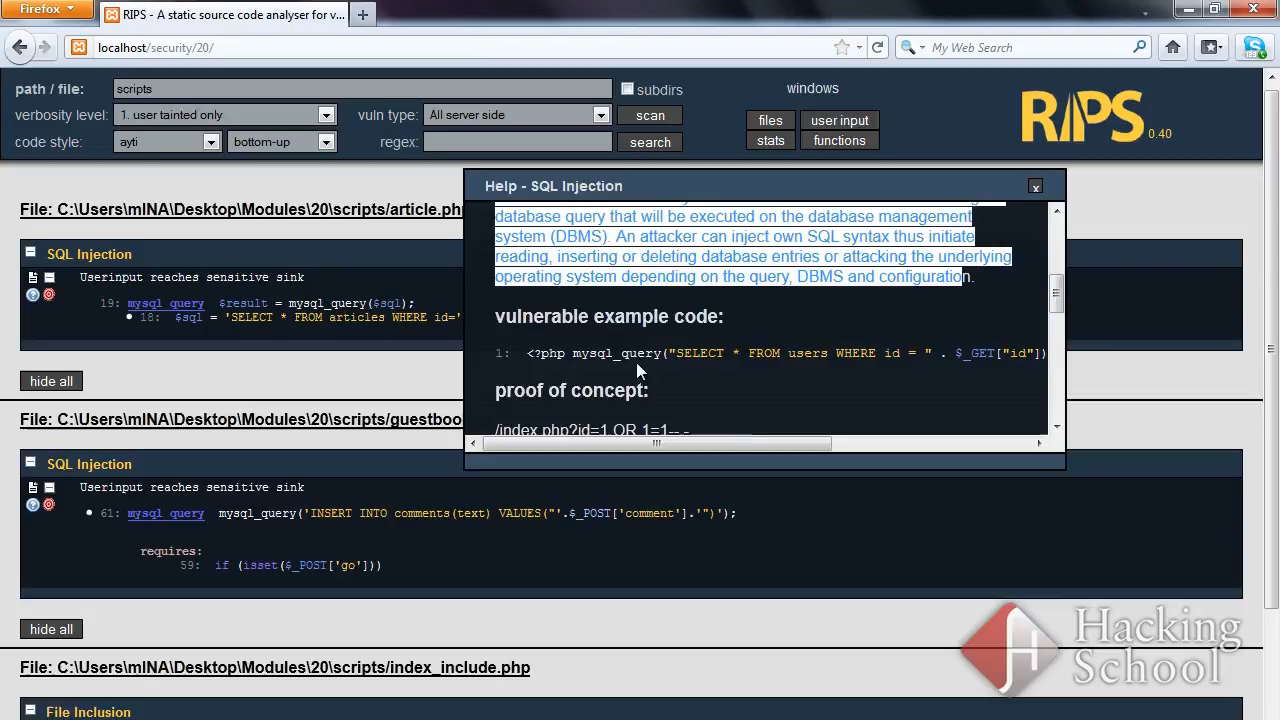 Firefox
RIPS - A static source code analyser for v...
localhost/security/20/
My Web Search
path / file:
scripts
subdirs
windows
verbosity level:
1. user tainted only
vuln type:
All server side
scan
files
user input
RIPS 0.40
code style:
ayti
bottom-up
regex:
search
stats
functions
Help - SQL Injection
x
database query that will be executed on the database management
system (DBMS). An attacker can inject own SQL syntax thus initiate
reading, inserting or deleting database entries or attacking the underlying
operating system depending on the query, DBMS and configuration.
vulnerable example code:
1: <?php mysql_query("SELECT * FROM users WHERE id = " . $_GET["id"])
proof of concept:
/index.php?id=1 OR 1=1-- -
File: C:\Users\mINA\Desktop\Modules\20\scripts/article.php
SQL Injection
Userinput reaches sensitive sink
19: mysql_query $result = mysql_query($sql);
18: $sql = 'SELECT * FROM articles WHERE id='
hide all
File: C:\Users\mINA\Desktop\Modules\20\scripts/guestboo
SQL Injection
Userinput reaches sensitive sink
61: mysql_query mysql_query('INSERT INTO comments(text) VALUES("'.$_POST['comment'].'")');
requires:
59: if (isset($_POST['go']))
hide all
File: C:\Users\mINA\Desktop\Modules\20\scripts/index_include.php
File Inclusion
Hacking
School